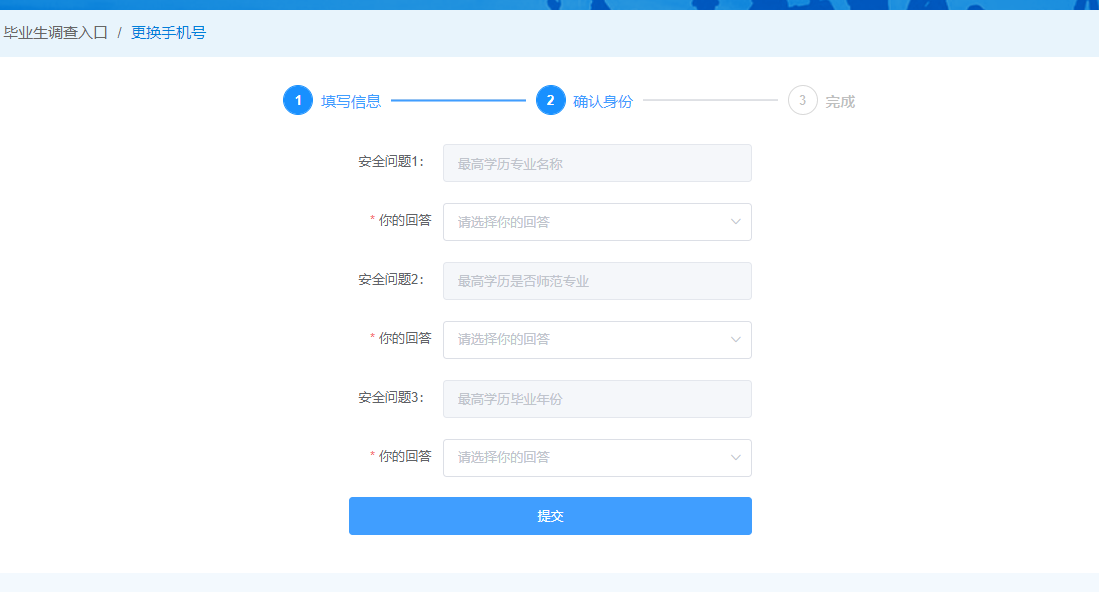 毕业生调查入口 / 更换手机号
1 填写信息 2 确认身份 3 完成
安全问题1: 最高学历专业名称
* 你的回答 请选择你的回答
安全问题2: 最高学历是否师范专业
* 你的回答 请选择你的回答
安全问题3: 最高学历毕业年份
* 你的回答 请选择你的回答
提交